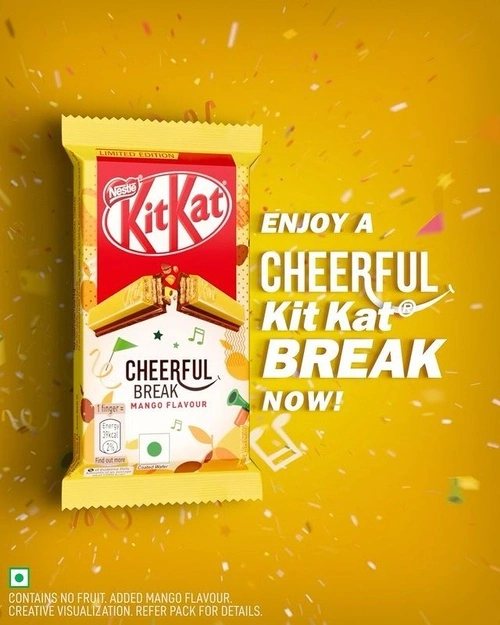 LIMITED EDITION
Nestlé
KitKat
CHEERFUL
BREAK
MANGO FLAVOUR
1 finger =
Energy
39kcal
2%
Find out more
Coated Wafer
ENJOY A
CHEERFUL
Kit Kat®
BREAK
NOW!
CONTAINS NO FRUIT. ADDED MANGO FLAVOUR.
CREATIVE VISUALIZATION. REFER PACK FOR DETAILS.